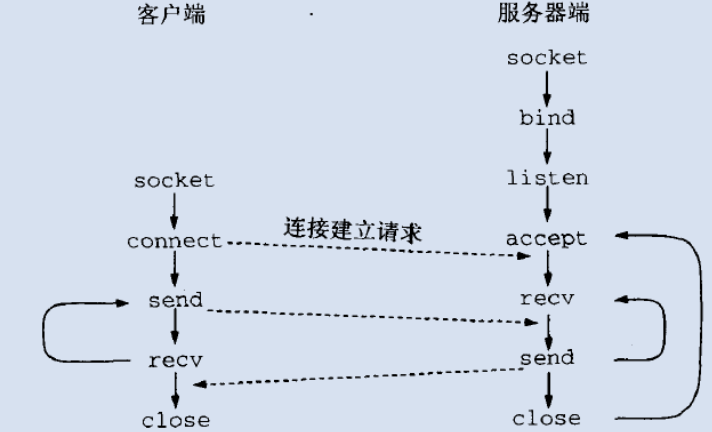 客户端
服务器端
socket
bind
listen
socket
connect
连接建立请求
accept
send
recv
recv
send
close
close